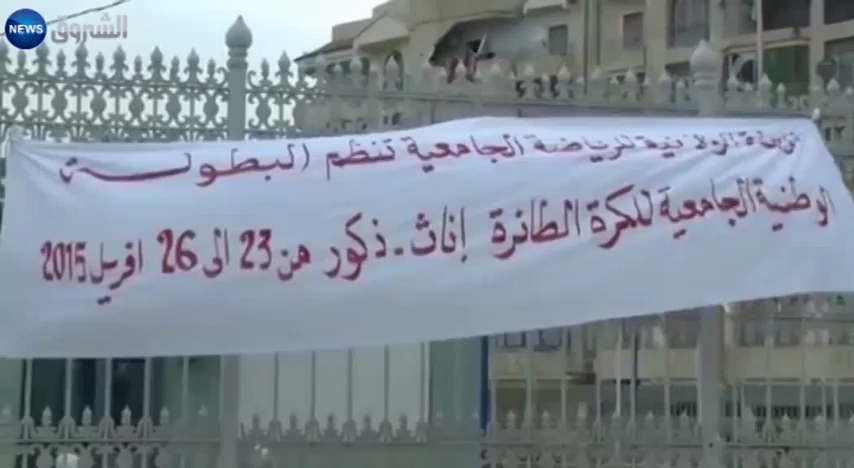 NEWS الشروق
الولائية للرياضة الجامعية تنظم البطولة
الوطنية الجامعية للكرة الطائرة إناث - ذكور من 23 الى 26 افريل 2015